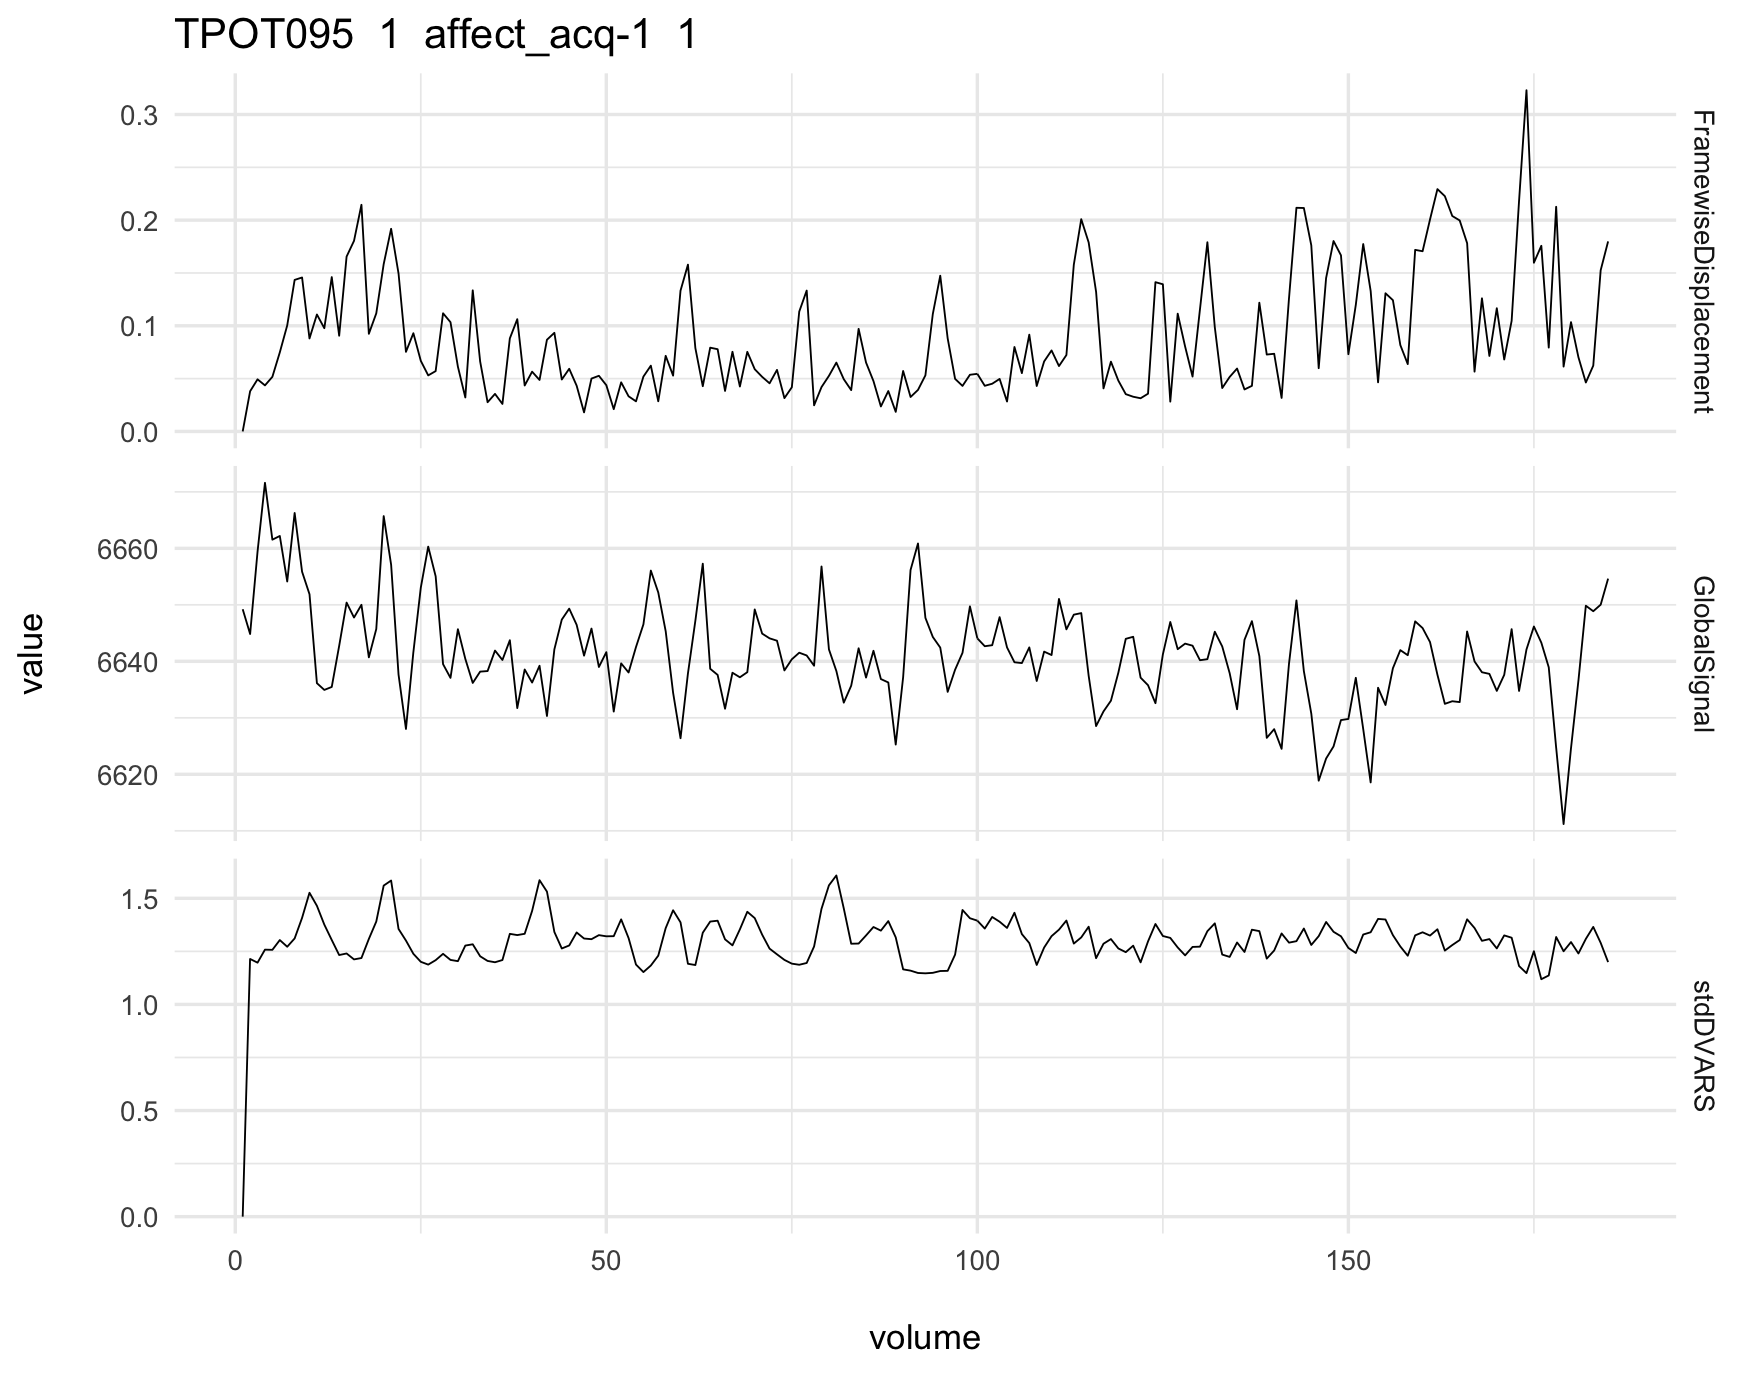 TPOT095 1 affect_acq-1 1
0.3
0.2
0.1
0.0
FramewiseDisplacement
6660
6640
6620
GlobalSignal
value
1.5
1.0
0.5
0.0
stdDVARS
0 50 100 150
volume